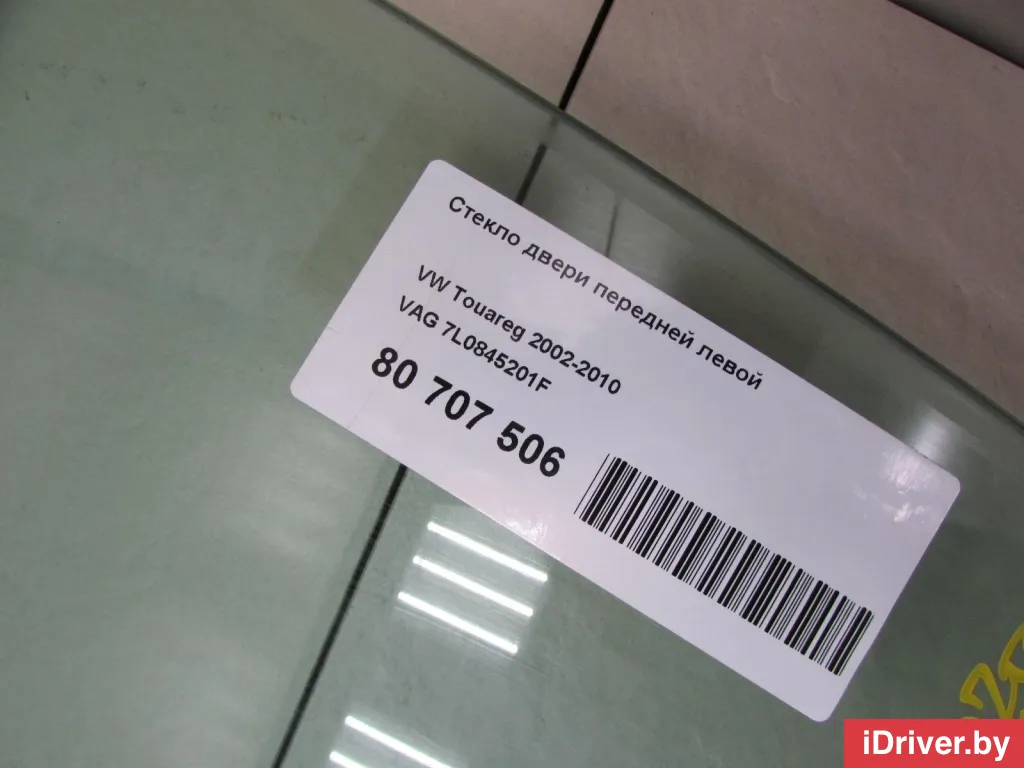 Стекло двери передней левой
VW Touareg 2002-2010
VAG 7L0845201F
80 707 506
iDriver.by